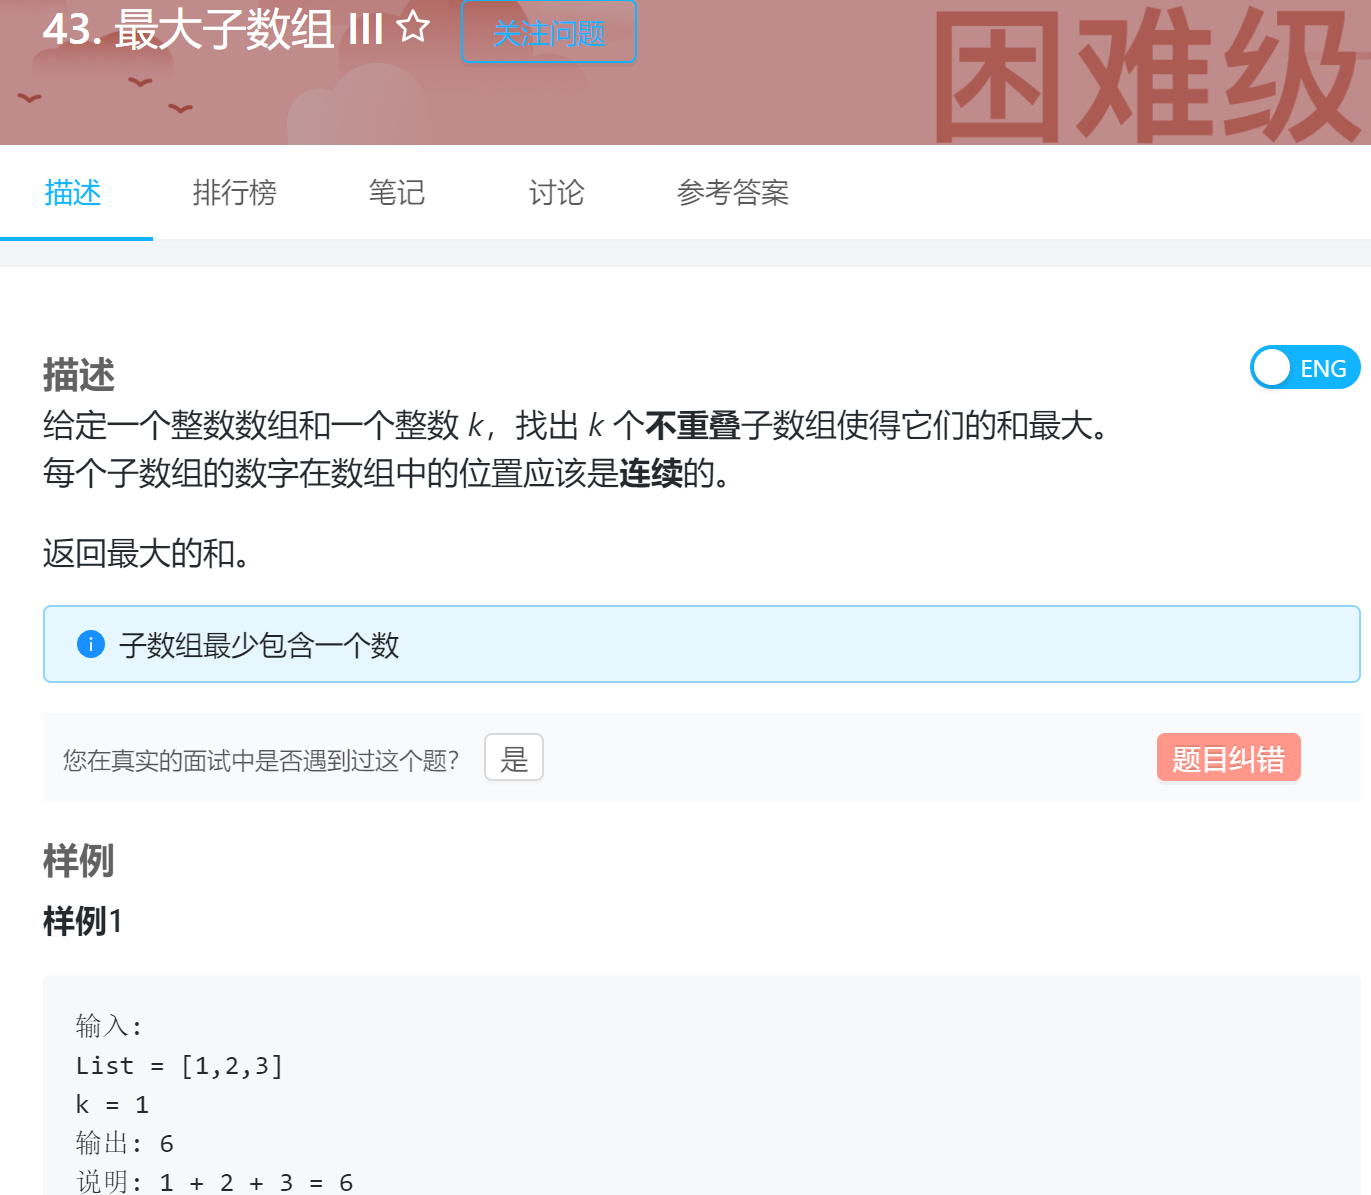 43. 最大子数组 III 关注问题
困难级
描述 排行榜 笔记 讨论 参考答案
描述 ENG
给定一个整数数组和一个整数 k，找出 k 个不重叠子数组使得它们的和最大。
每个子数组的数字在数组中的位置应该是连续的。
返回最大的和。
子数组最少包含一个数
您在真实的面试中是否遇到过这个题？ 是 题目纠错
样例
样例1
输入:
List = [1,2,3]
k = 1
输出: 6
说明: 1 + 2 + 3 = 6